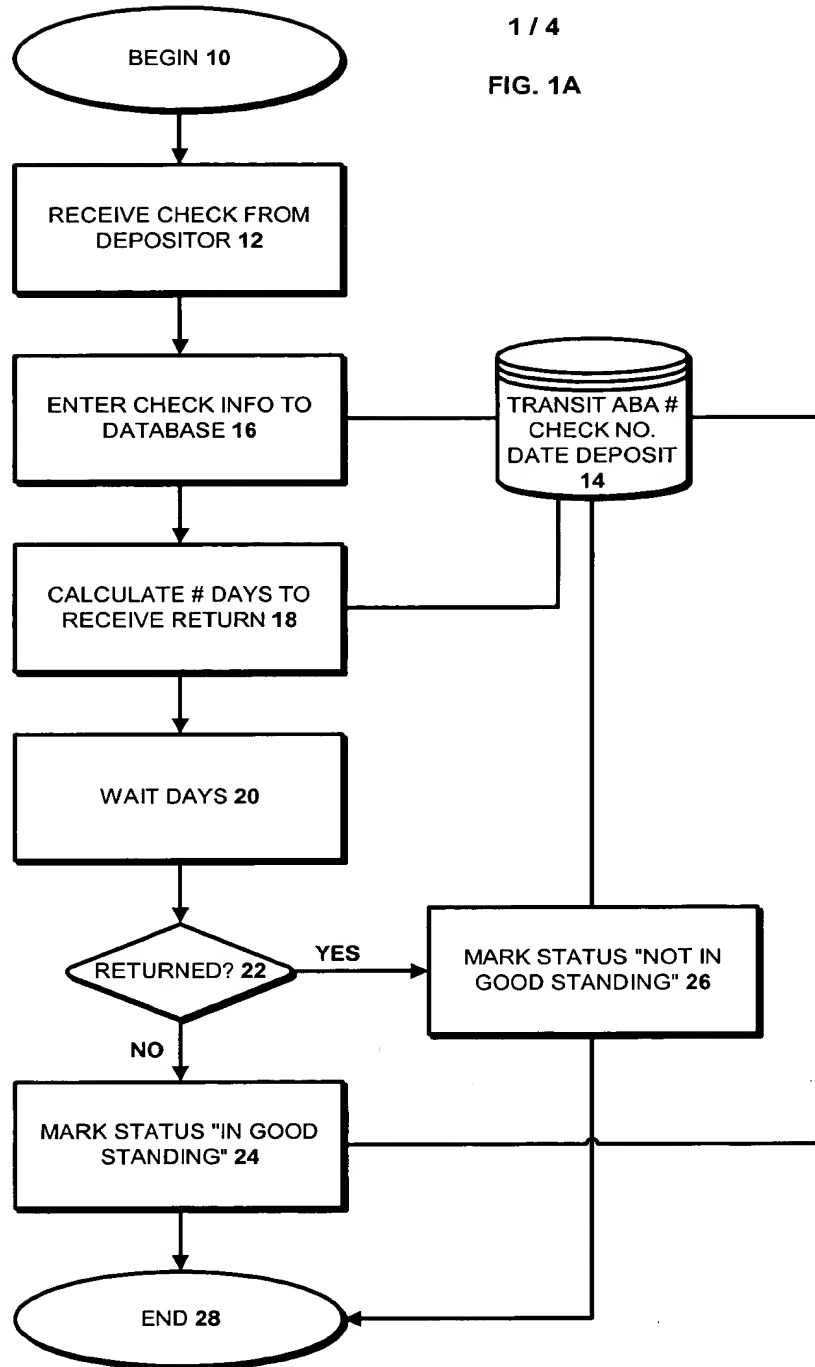 1 / 4
FIG. 1A
BEGIN 10
RECEIVE CHECK FROM
DEPOSITOR 12
ENTER CHECK INFO TO
DATABASE 16
TRANSIT ABA #
CHECK NO.
DATE DEPOSIT
14
CALCULATE # DAYS TO
RECEIVE RETURN 18
WAIT DAYS 20
RETURNED? 22
YES
MARK STATUS "NOT IN
GOOD STANDING" 26
NO
MARK STATUS "IN GOOD
STANDING" 24
END 28